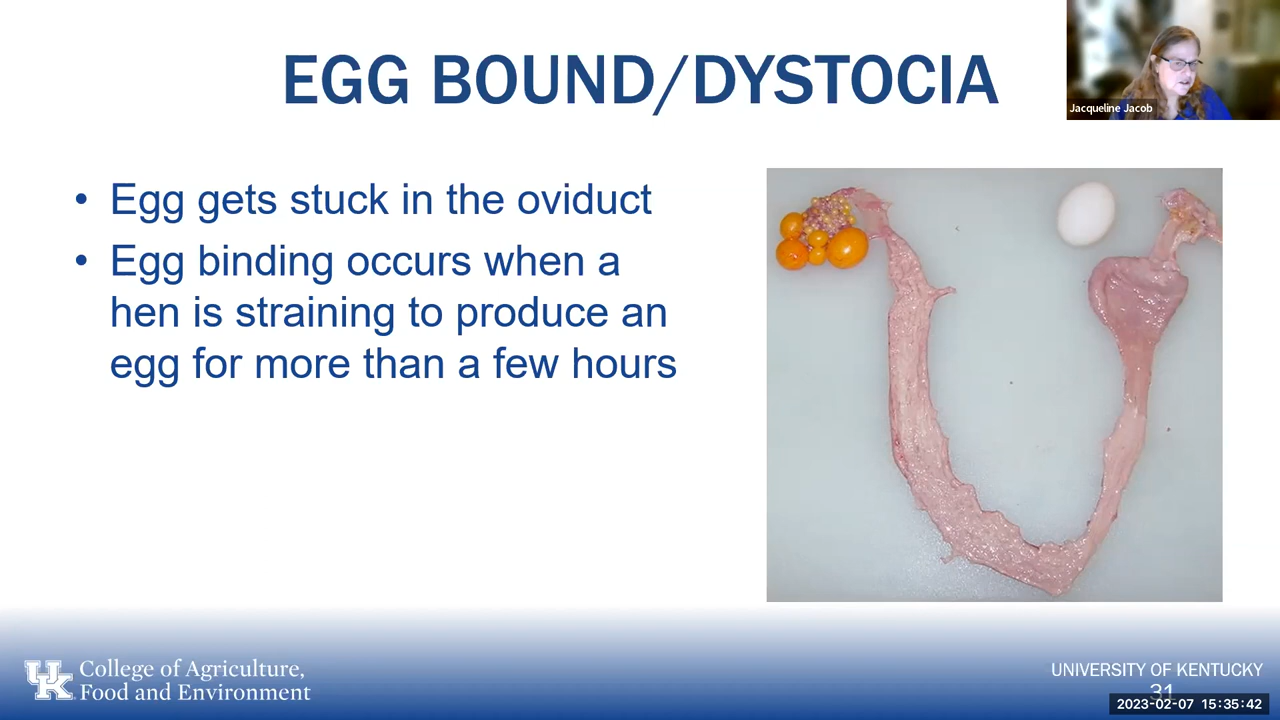 EGG BOUND/DYSTOCIA
Jacqueline Jacob
• Egg gets stuck in the oviduct
• Egg binding occurs when a
hen is straining to produce an
egg for more than a few hours
UK
College of Agriculture,
Food and Environment
UNIVERSITY OF KENTUCKY
31
2023-02-07 15:35:42